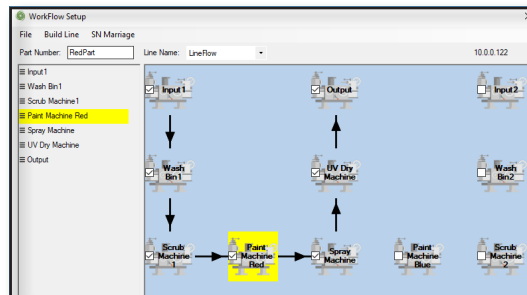 WorkFlow Setup
File Build Line SN Marriage
Part Number: RedPart Line Name: LineFlow 10.0.0.122
Input1
Wash Bin1
Scrub Machine1
Paint Machine Red
Spray Machine
UV Dry Machine
Output
Input1 Output Input2
Wash
Bin1
UV Dry
Machine
Wash
Bin2
Scrub
Machine
1
Paint
Machine
Red
Spray
Machine
Paint
Machine
Blue
Scrub
Machine
2